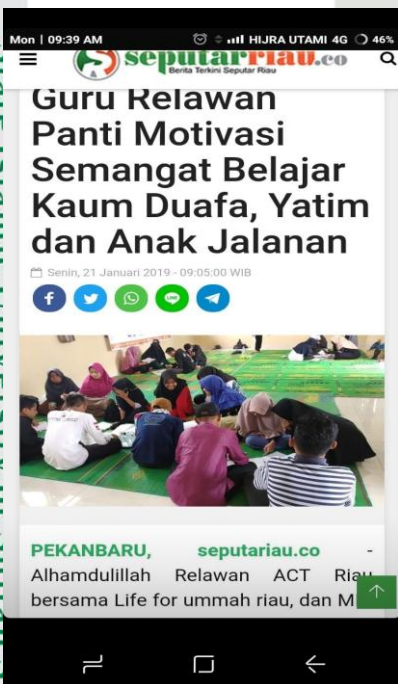 Mon | 09:39 AM HIJRA UTAMI 4G 46%
seputarriau.co
Berita Terkini Seputar Riau
Guru Relawan
Panti Motivasi
Semangat Belajar
Kaum Duafa, Yatim
dan Anak Jalanan
Senin, 21 Januari 2019 - 09:05:00 WIB
PEKANBARU, seputariau.co -
Alhamdulillah Relawan ACT Riau
bersama Life for ummah riau, dan M